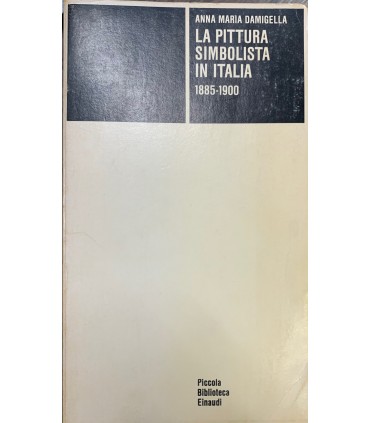 ANNA MARIA DAMIGELLA
LA PITTURA
SIMBOLISTA
IN ITALIA
1885-1900
Piccola
Biblioteca
Einaudi